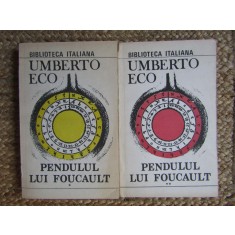 BIBLIOTECA ITALIANA
UMBERTO
ECO
PENDULUL
LUI FOUCAULT
*
BIBLIOTECA ITALIANA
UMBERTO
ECO
PENDULUL
LUI FOUCAULT
**